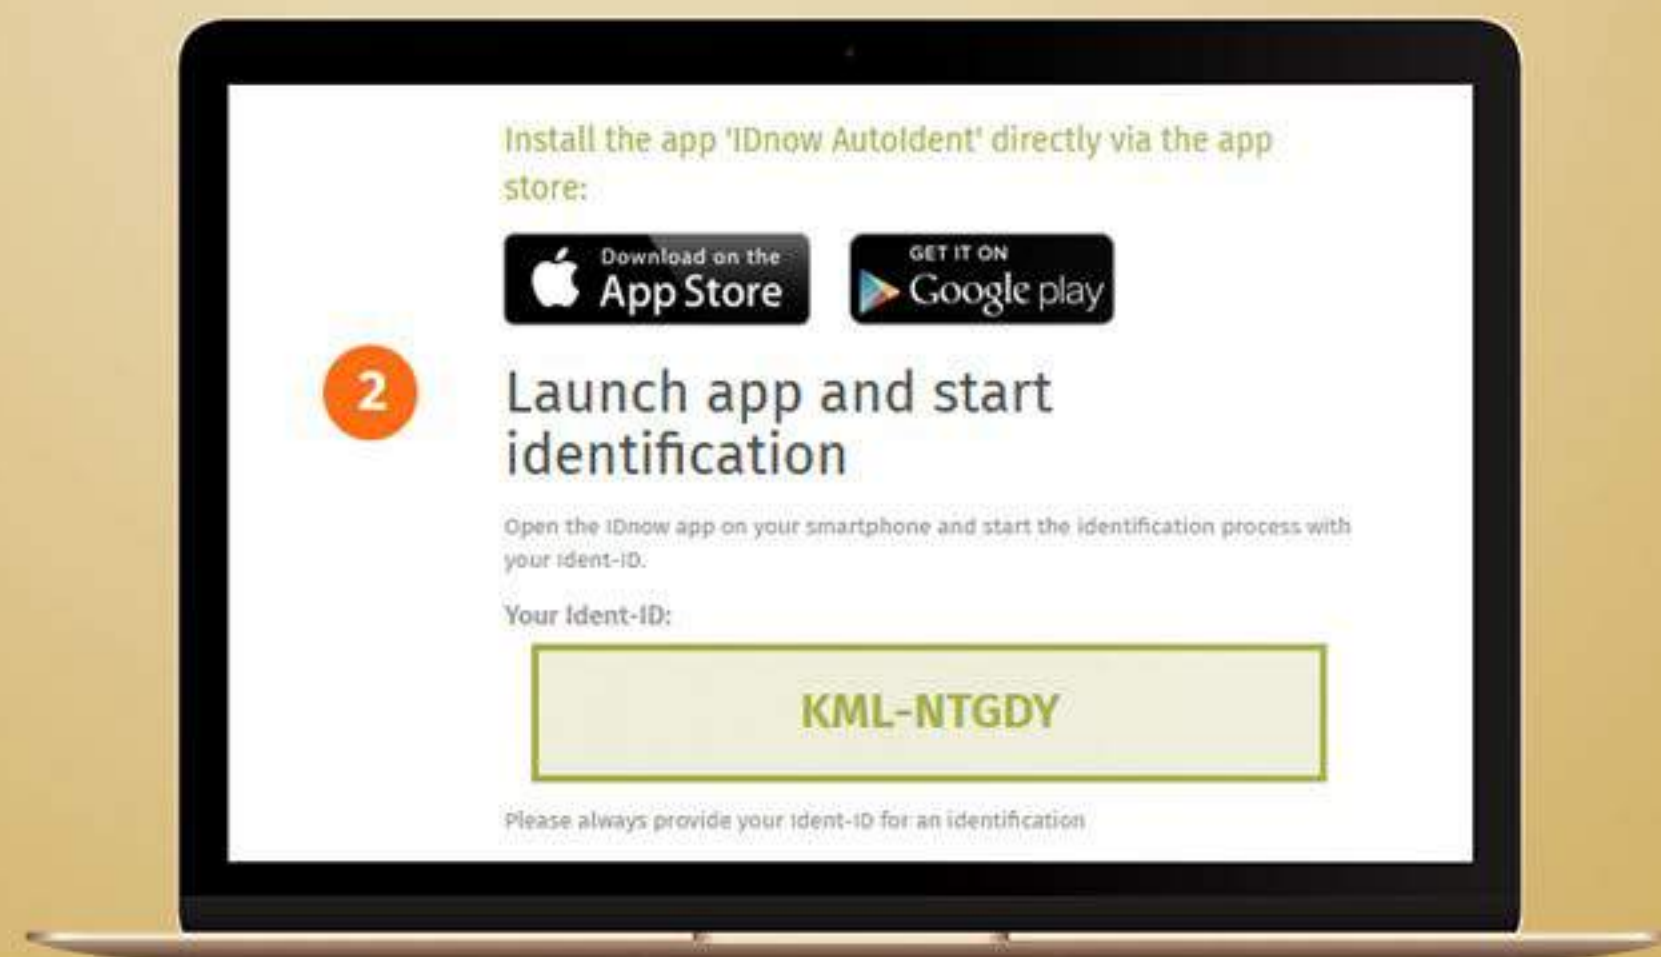 Install the app 'IDnow AutoIdent' directly via the app
store:
Download on the
App Store
GET IT ON
Google play
2
Launch app and start
identification
Open the IDnow app on your smartphone and start the identification process with
your Ident-ID.
Your Ident-ID:
KML-NTGDY
Please always provide your Ident-ID for an identification